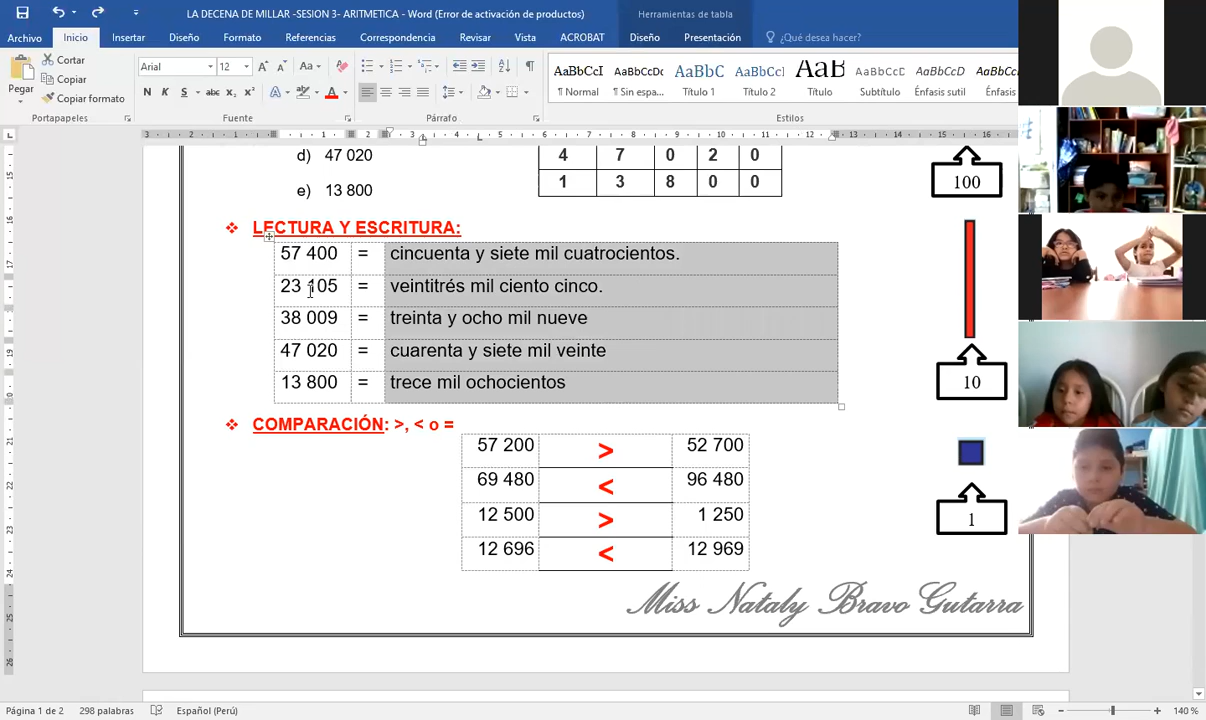 LA DECENA DE MILLAR -SESION 3- ARITMETICA - Word (Error de activación de productos)
Herramientas de tabla
Archivo Inicio Insertar Diseño Formato Referencias Correspondencia Revisar Vista ACROBAT Diseño Presentación ¿Qué desea hacer?
Cortar
Copiar
Copiar formato
Pegar
Arial 12
N K S abc x₂ x²
AaBbCcI AaBbCcDc AaBbC AaBbCcI AaB AaBbCcD AaBbCcD AaBbCcI
¶ Normal ¶ Sin espa... Título 1 Título 2 Título Subtítulo Énfasis sutil Énfasis
Portapapeles Fuente Párrafo Estilos
d) 47 020
4 7 0 2 0
e) 13 800
1 3 8 0 0
100
LECTURA Y ESCRITURA:
57 400 = cincuenta y siete mil cuatrocientos.
23 105 = veintitrés mil ciento cinco.
38 009 = treinta y ocho mil nueve
47 020 = cuarenta y siete mil veinte
13 800 = trece mil ochocientos
10
COMPARACIÓN: >, < o =
57 200 > 52 700
69 480 < 96 480
12 500 > 1 250
12 696 < 12 969
1
Miss Nataly Bravo Gutarra
Página 1 de 2 298 palabras Español (Perú) 140 %